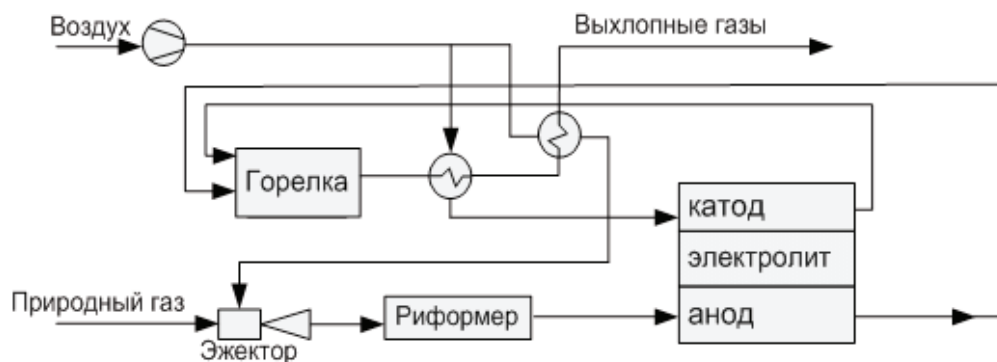 Воздух
Выхлопные газы
Горелка
катод
электролит
анод
Природный газ
Эжектор
Риформер